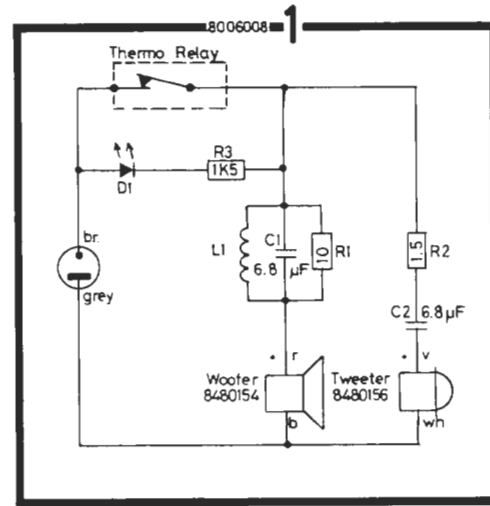 8006008 1
Thermo Relay
R3
1K5
D1
br.
grey
L1
C1
6.8 µF
10
R1
1.5
R2
C2 6.8µF
r
v
Woofer
8480154
Tweeter
8480156
b
wh